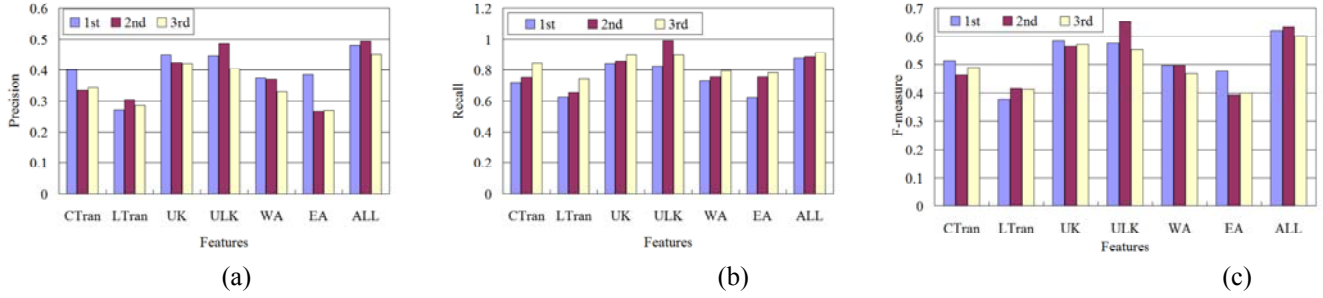 0.6
0.5
0.4
0.3
0.2
0.1
0
Precision
1st 2nd 3rd
CTran LTran UK ULK WA EA ALL
Features
(a)
1.2
1
0.8
0.6
0.4
0.2
0
Recall
1st 2nd 3rd
CTran LTran UK ULK WA EA ALL
Features
(b)
0.7
0.6
0.5
0.4
0.3
0.2
0.1
0
F-measure
1st 2nd 3rd
CTran LTran UK ULK WA EA ALL
Features
(c)